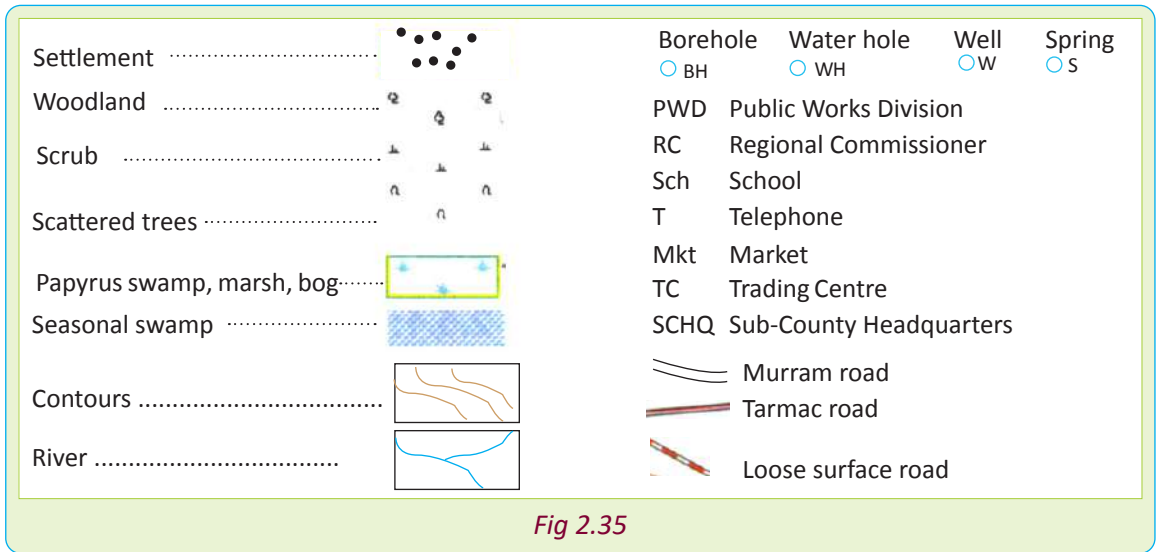 Settlement ....................
Woodland ....................
Scrub ....................
Scattered trees ....................
Papyrus swamp, marsh, bog........
Seasonal swamp ....................
Contours ....................
River ....................
Borehole Water hole Well Spring
BH WH W S
PWD Public Works Division
RC Regional Commissioner
Sch School
T Telephone
Mkt Market
TC Trading Centre
SCHQ Sub-County Headquarters
Murram road
Tarmac road
Loose surface road
Fig 2.35